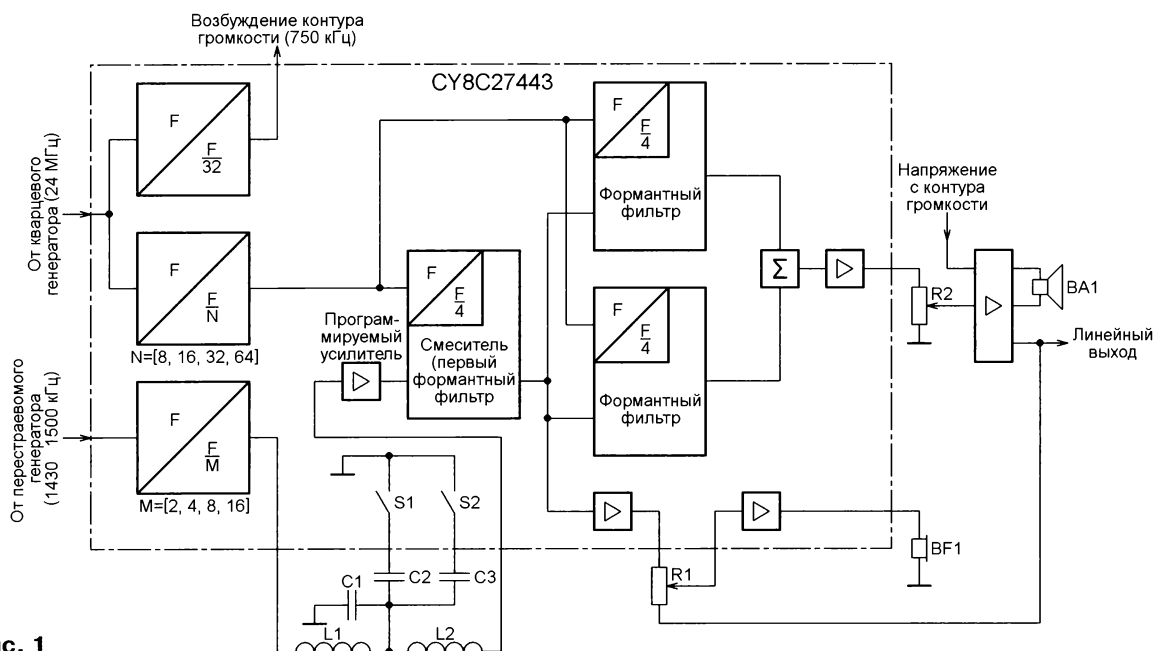 Возбуждение контура
громкости (750 кГц)
CY8C27443
От кварцевого
генератора (24 МГц)
F
F
32
F
F
N
N=[8, 16, 32, 64]
От перестраевомого
генератора
(1430 1500 кГц)
F
F
M
M=[2, 4, 8, 16]
Програм-
мируемый
усилитель
F
F
4
Смеситель
(первый
формантный
фильтр
F
F
4
Формантный
фильтр
F
F
4
Формантный
фильтр
Σ
Напряжение
с контура
громкости
R2
BA1
Линейный
выход
S1
S2
C1
C2
C3
L1
L2
R1
BF1
с. 1